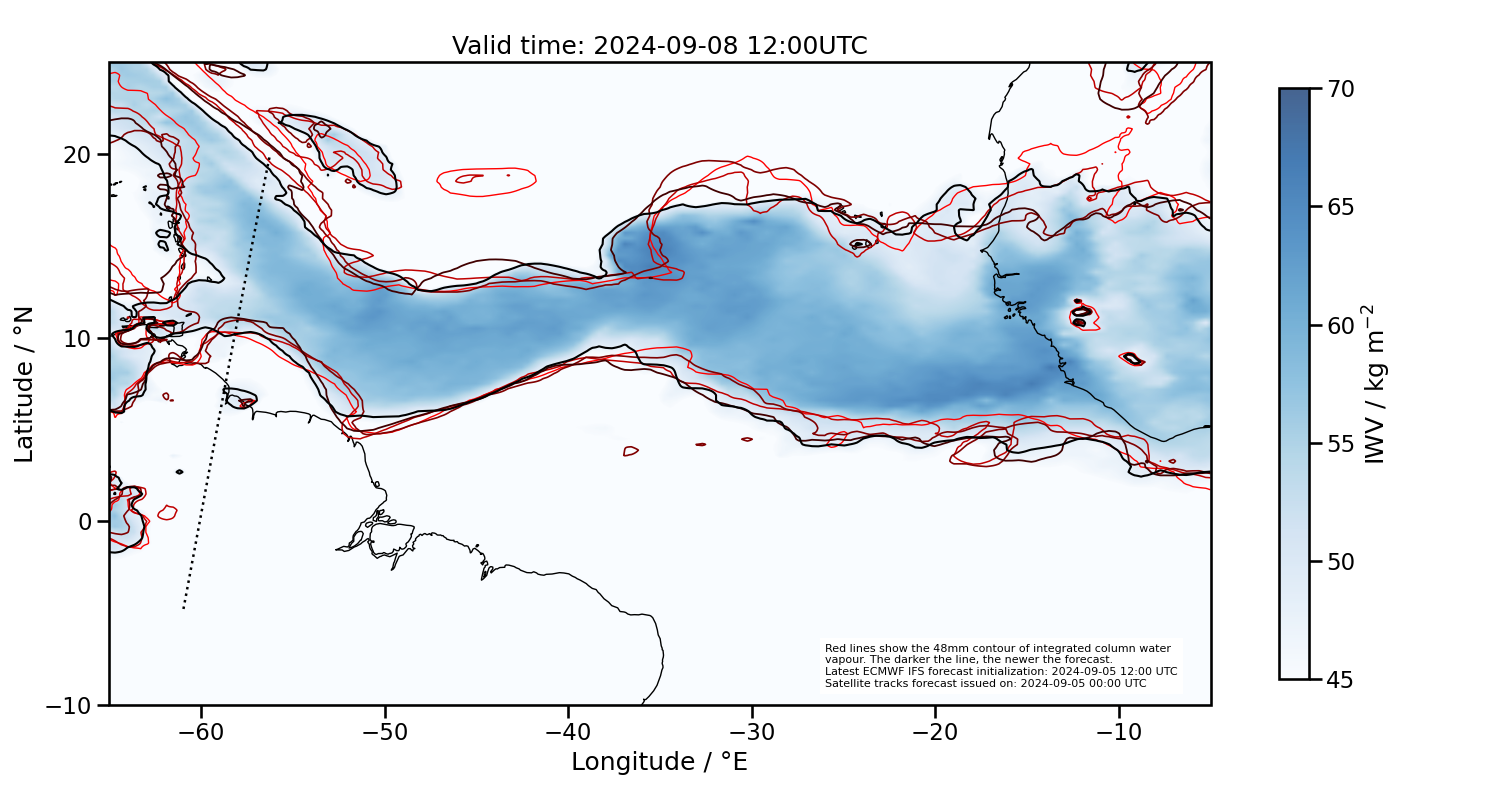 Valid time: 2024-09-08 12:00UTC
20
10
0
−10
Latitude / °N
−60
−50
−40
−30
−20
−10
Longitude / °E
Red lines show the 48mm contour of integrated column water
vapour. The darker the line, the newer the forecast.
Latest ECMWF IFS forecast initialization: 2024-09-05 12:00 UTC
Satellite tracks forecast issued on: 2024-09-05 00:00 UTC
70
65
60
55
50
45
IWV / kg m⁻²